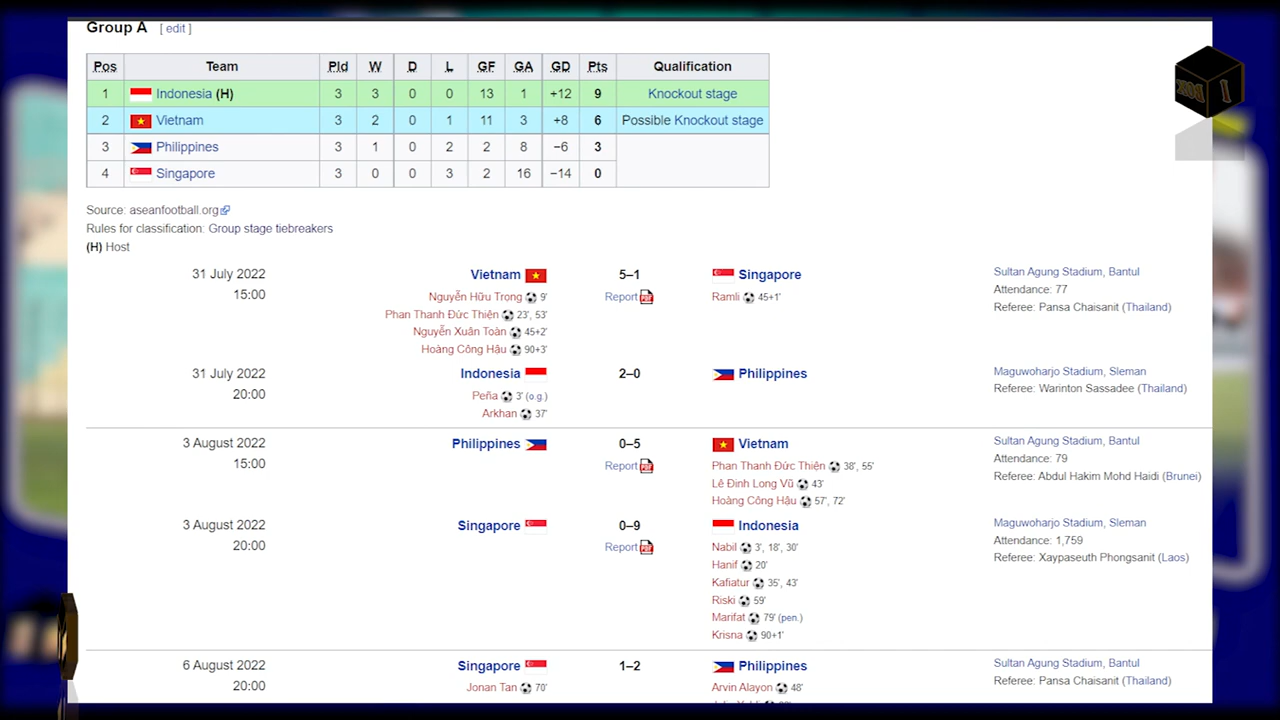 Group A [ edit ]
Pos Team Pld W D L GF GA GD Pts Qualification
1 Indonesia (H) 3 3 0 0 13 1 +12 9 Knockout stage
2 Vietnam 3 2 0 1 11 3 +8 6 Possible Knockout stage
3 Philippines 3 1 0 2 2 8 −6 3
4 Singapore 3 0 0 3 2 16 −14 0
Source: aseanfootball.org
Rules for classification: Group stage tiebreakers
(H) Host
31 July 2022 Vietnam 5–1 Singapore Sultan Agung Stadium, Bantul
15:00 Nguyễn Hữu Trọng 9' Report Ramli 45+1' Attendance: 77
Phan Thanh Đức Thiện 23', 53' Referee: Pansa Chaisanit (Thailand)
Nguyễn Xuân Toàn 45+2'
Hoàng Công Hậu 90+3'
31 July 2022 Indonesia 2–0 Philippines Maguwoharjo Stadium, Sleman
20:00 Peña 3' (o.g.) Referee: Warinton Sassadee (Thailand)
Arkhan 37'
3 August 2022 Philippines 0–5 Vietnam Sultan Agung Stadium, Bantul
15:00 Report Phan Thanh Đức Thiện 38', 55' Attendance: 79
Lê Đình Long Vũ 43' Referee: Abdul Hakim Mohd Haidi (Brunei)
Hoàng Công Hậu 57', 72'
3 August 2022 Singapore 0–9 Indonesia Maguwoharjo Stadium, Sleman
20:00 Report Nabil 3', 18', 30' Attendance: 1,759
Hanif 20' Referee: Xaypaseuth Phongsanit (Laos)
Kafiatur 35', 43'
Riski 59'
Marifat 79' (pen.)
Krisna 90+1'
6 August 2022 Singapore 1–2 Philippines Sultan Agung Stadium, Bantul
20:00 Jonan Tan 70' Arvin Alayon 48' Referee: Pansa Chaisanit (Thailand)